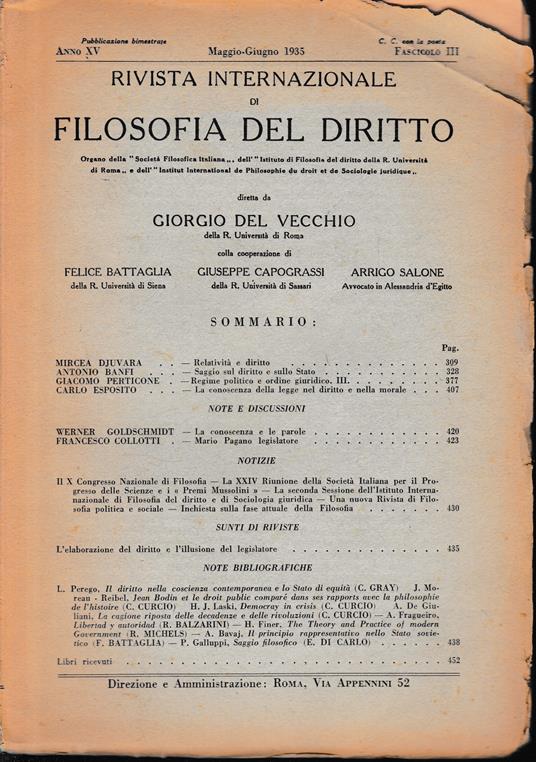 Pubblicazione bimestrale
C. C. con la posta
ANNO XV Maggio-Giugno 1935 FASCICOLO III
RIVISTA INTERNAZIONALE
DI
FILOSOFIA DEL DIRITTO
Organo della "Società Filosofica Italiana„, dell'"Istituto di Filosofia del diritto della R. Università
di Roma„ e dell'"Institut International de Philosophie du droit et de Sociologie juridique„.
diretta da
GIORGIO DEL VECCHIO
della R. Università di Roma
colla cooperazione di
FELICE BATTAGLIA GIUSEPPE CAPOGRASSI ARRIGO SALONE
della R. Università di Siena della R. Università di Sassari Avvocato in Alessandria d'Egitto
SOMMARIO:
Pag.
MIRCEA DJUVARA . . — Relatività e diritto . . . . . . . . . . . . . 309
ANTONIO BANFI . . — Saggio sul diritto e sullo Stato . . . . . . . . . 328
GIACOMO PERTICONE . — Regime politico e ordine giuridico. III. . . . . . . . 377
CARLO ESPOSITO . . — La conoscenza della legge nel diritto e nella morale . . . 407
NOTE E DISCUSSIONI
WERNER GOLDSCHMIDT — La conoscenza e le parole . . . . . . . . . . . 420
FRANCESCO COLLOTTI . — Mario Pagano legislatore . . . . . . . . . . . 423
NOTIZIE
Il X Congresso Nazionale di Filosofia — La XXIV Riunione della Società Italiana per il Pro-
gresso delle Scienze e i « Premi Mussolini » — La seconda Sessione dell'Istituto Interna-
nazionale di Filosofia del diritto e di Sociologia giuridica — Una nuova Rivista di Filo-
sofia politica e sociale — Inchiesta sulla fase attuale della Filosofia . . . . . . 430
SUNTI DI RIVISTE
L'elaborazione del diritto e l'illusione del legislatore . . . . . . . . . . . . 435
NOTE BIBLIOGRAFICHE
L. Perego, Il diritto nella coscienza contemporanea e lo Stato di equità (C. GRAY) J. Mo-
reau - Reibel, Jean Bodin et le droit public comparé dans ses rapports avec la philosophie
de l'histoire (C. CURCIO) H. J. Laski, Democray in crisis (C. CURCIO) A. De Giu-
liani, La cagione riposta delle decadenze e delle rivoluzioni (C. CURCIO) — A. Fragueiro,
Libertad y autoridad (R. BALZARINI) — H. Finer, The Theory and Practice of modern
Government (R. MICHELS) — A. Bavaj, Il principio rappresentativo nello Stato sovie-
tico (F. BATTAGLIA) — P. Galluppi, Saggio filosofico (E. DI CARLO) . . . . . . 438
Libri ricevuti . . . . . . . . . . . . . . . . . . . . . . 452
Direzione e Amministrazione: ROMA, VIA APPENNINI 52